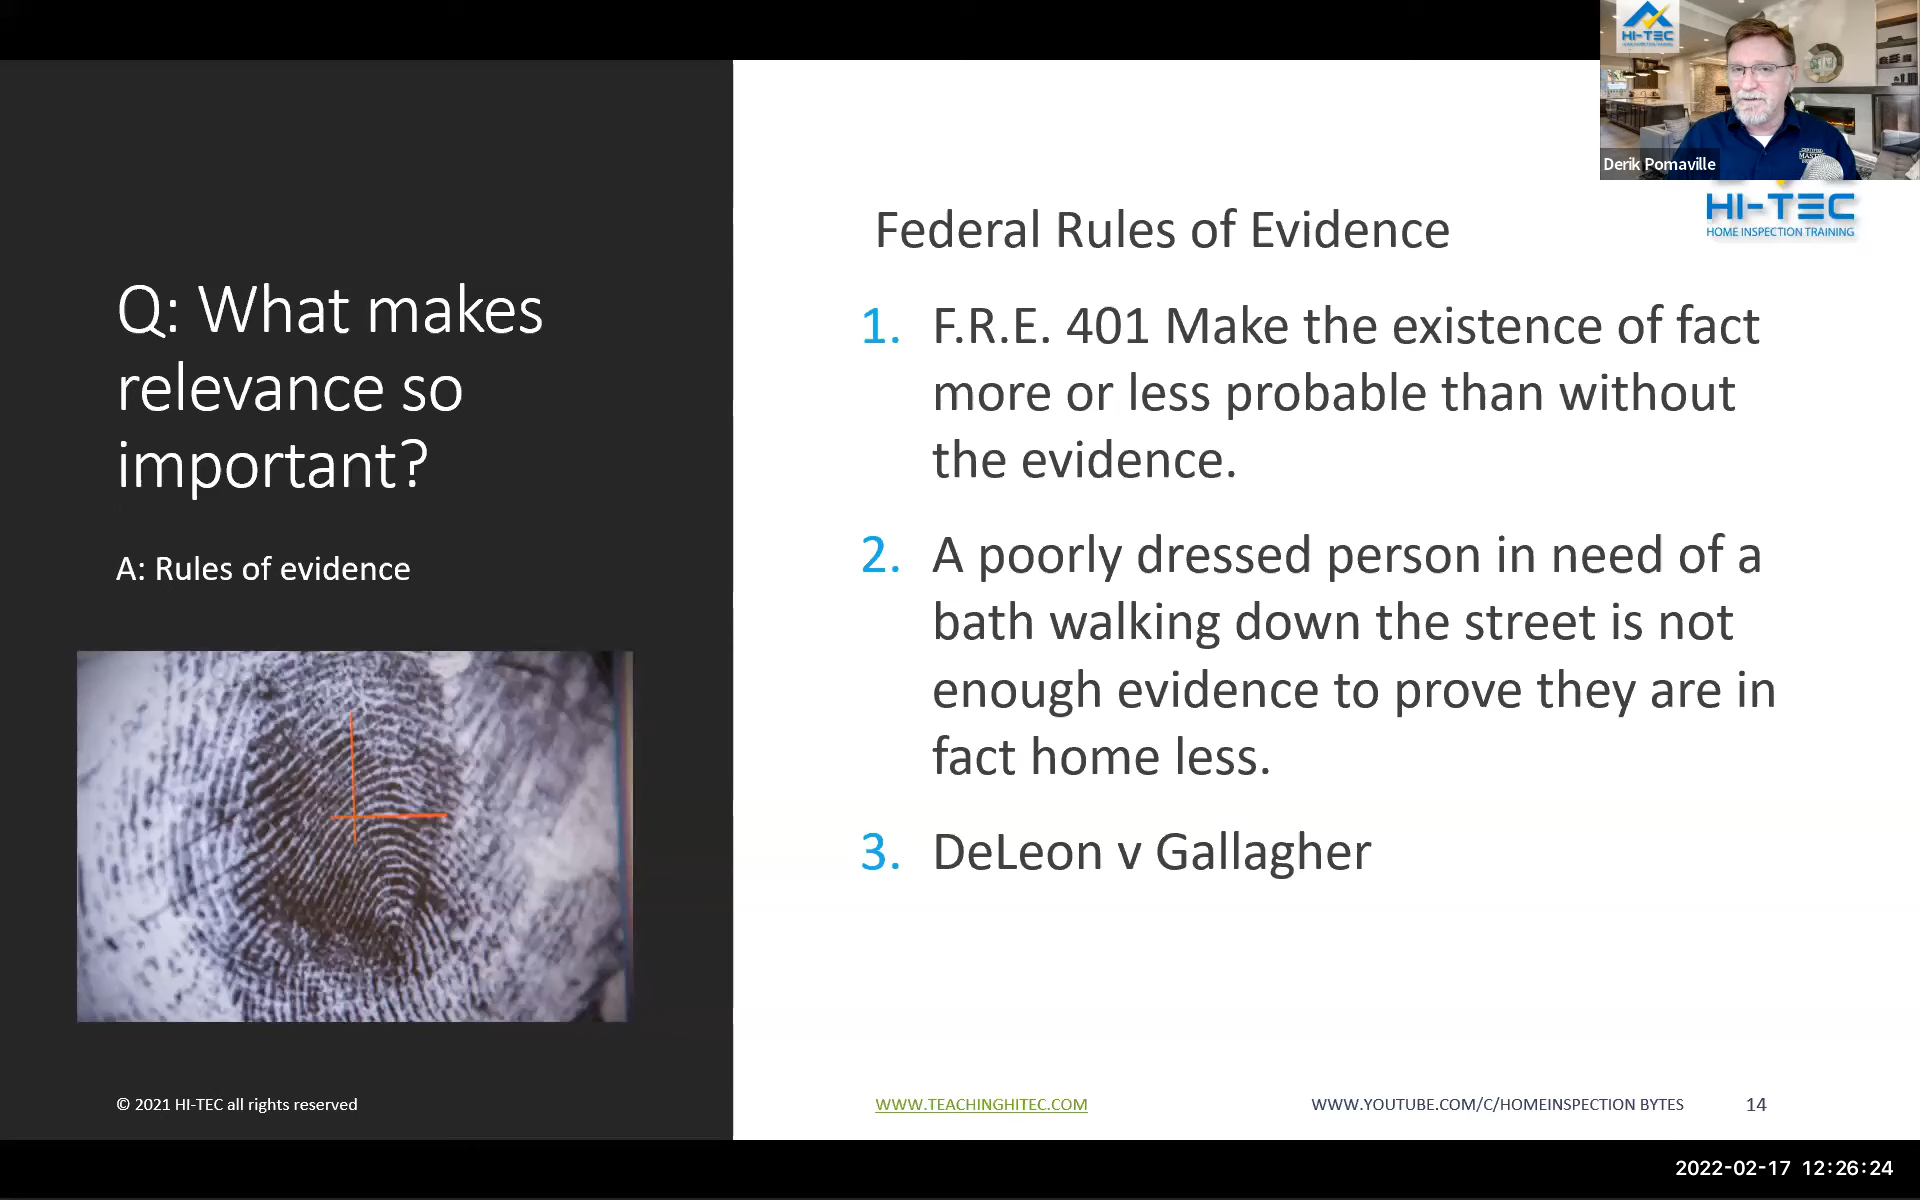 HI-TEC
Derik Pomaville
HI-TEC
HOME INSPECTION TRAINING
Q: What makes
relevance so
important?
A: Rules of evidence
Federal Rules of Evidence
1. F.R.E. 401 Make the existence of fact
more or less probable than without
the evidence.
2. A poorly dressed person in need of a
bath walking down the street is not
enough evidence to prove they are in
fact home less.
3. DeLeon v Gallagher
© 2021 HI-TEC all rights reserved
WWW.TEACHINGHITEC.COM
WWW.YOUTUBE.COM/C/HOMEINSPECTION BYTES
14
2022-02-17 12:26:24